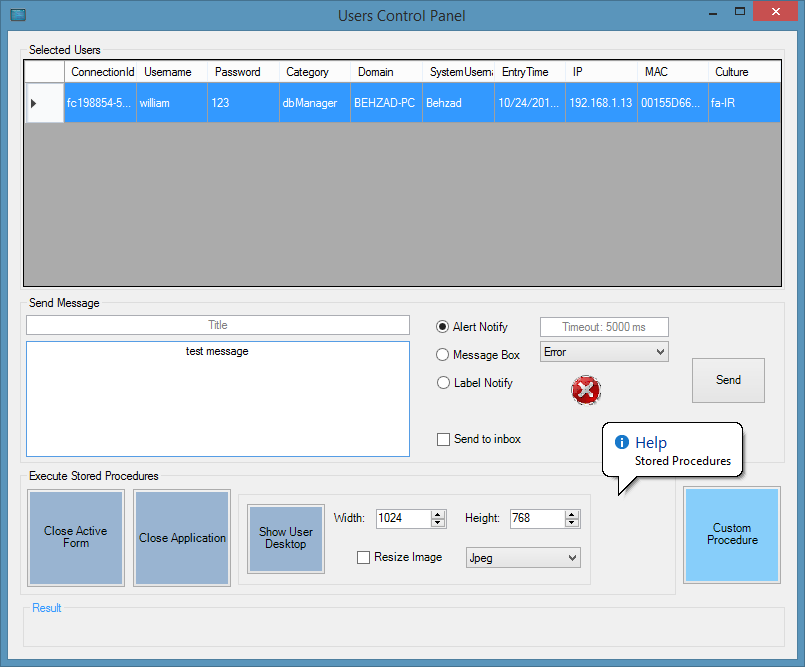 Users Control Panel
Selected Users
ConnectionId Username Password Category Domain SystemUserna EntryTime IP MAC Culture
fc198854-5... william 123 dbManager BEHZAD-PC Behzad 10/24/201... 192.168.1.13 00155D66... fa-IR
Send Message
Title
test message
Alert Notify
Message Box
Label Notify
Send to inbox
Timeout: 5000 ms
Error
Send
Help
Stored Procedures
Execute Stored Procedures
Close Active
Form
Close Application
Show User
Desktop
Width: 1024 Height: 768
Resize Image Jpeg
Custom
Procedure
Result